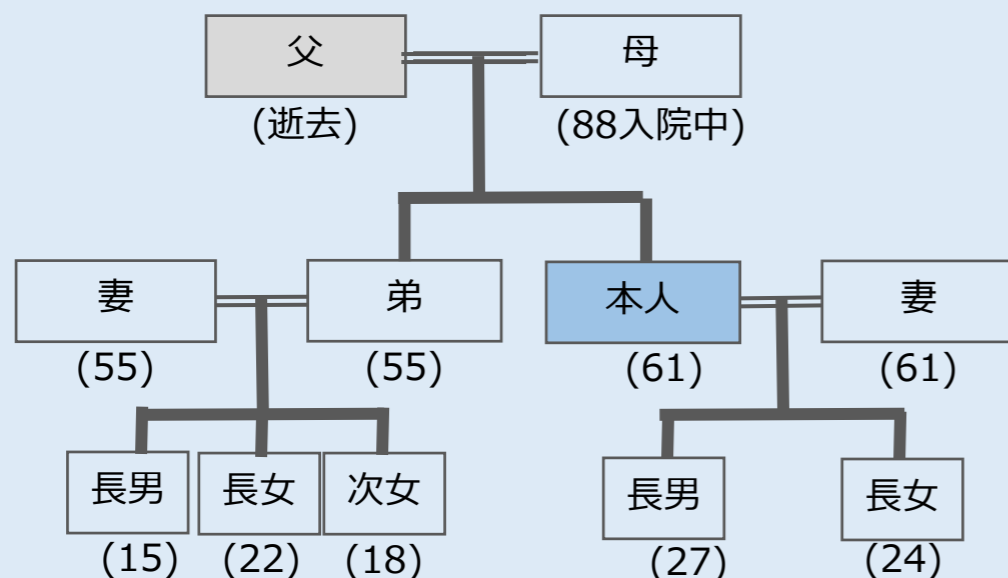 父 母
(逝去) (88入院中)
妻 弟 本人 妻
(55) (55) (61) (61)
長男 長女 次女 長男 長女
(15) (22) (18) (27) (24)